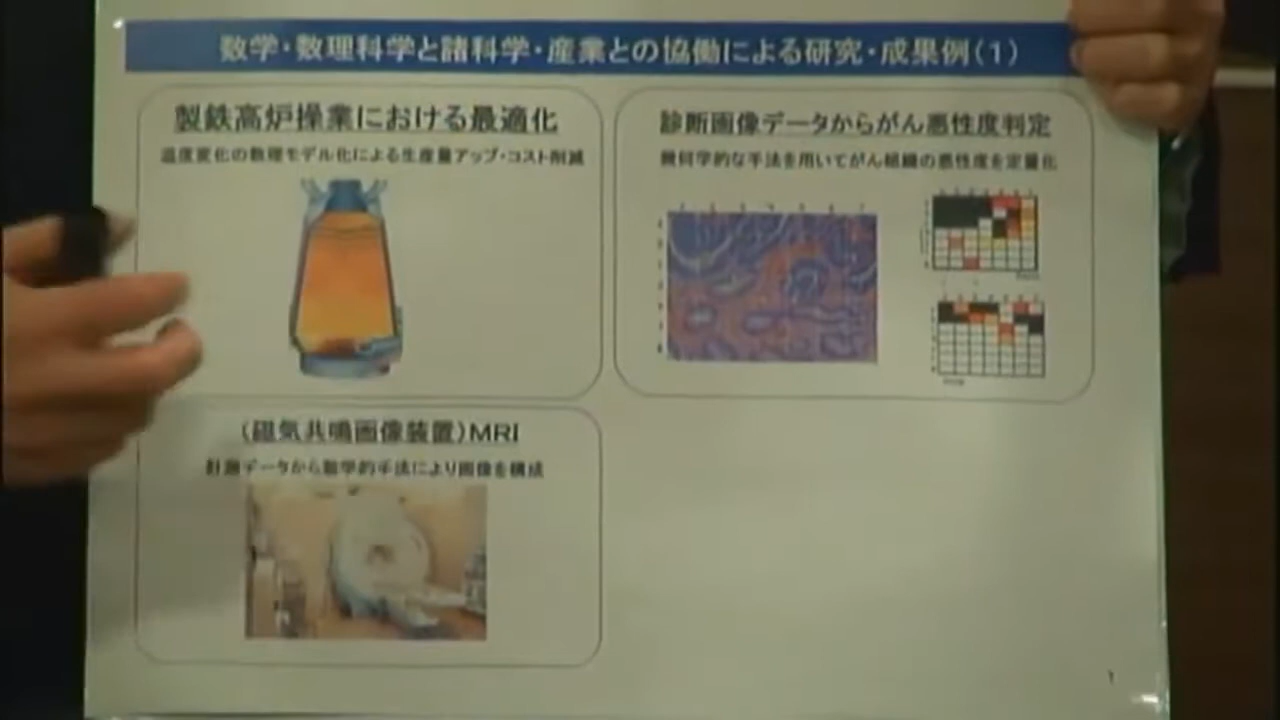 数学・数理科学と諸科学・産業との協働による研究・成果例(1)
製鉄高炉操業における最適化
温度変化の数理モデル化による生産量アップ・コスト削減
診断画像データからがん悪性度判定
幾何学的な手法を用いてがん組織の悪性度を定量化
(磁気共鳴画像装置)MRI
計測データから数学的手法により画像を構成
1